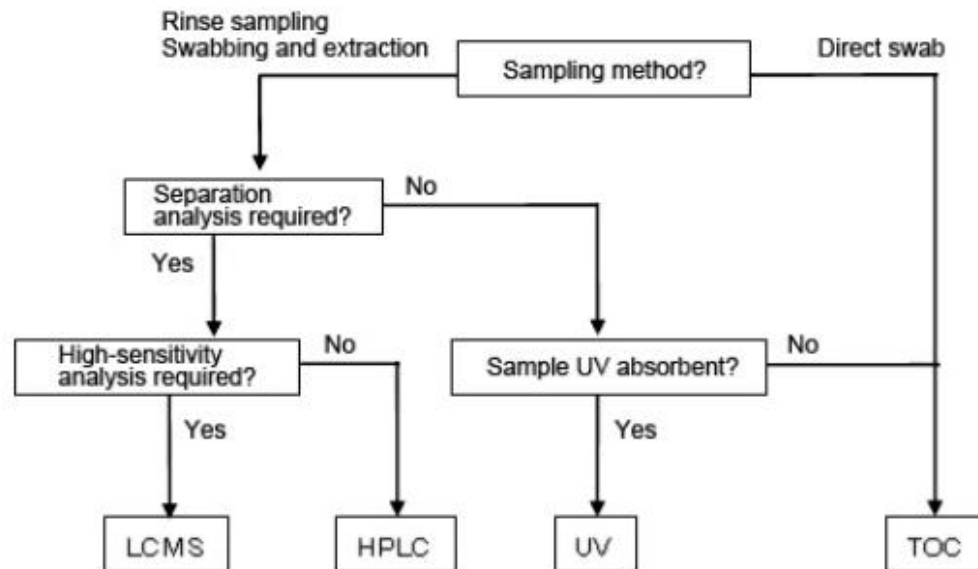 Rinse sampling
Swabbing and extraction
Direct swab
Sampling method?
Separation
analysis required?
No
Yes
High-sensitivity
analysis required?
No
Sample UV absorbent?
No
Yes
Yes
LCMS
HPLC
UV
TOC